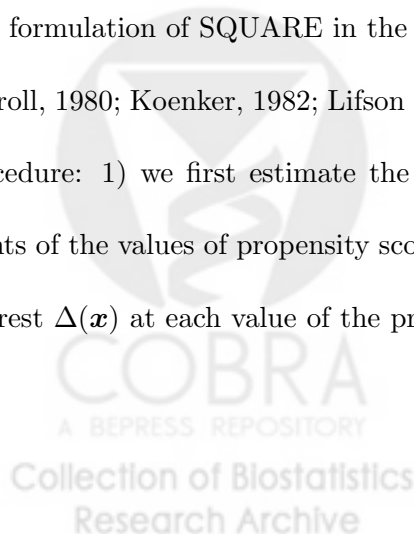 formulation of SQUARE in the
roll, 1980; Koenker, 1982; Lifson
cedure: 1) we first estimate the
nts of the values of propensity sco
rest Δ(x) at each value of the pr
COBRA
A BEPRESS REPOSITORY
Collection of Biostatistics
Research Archive